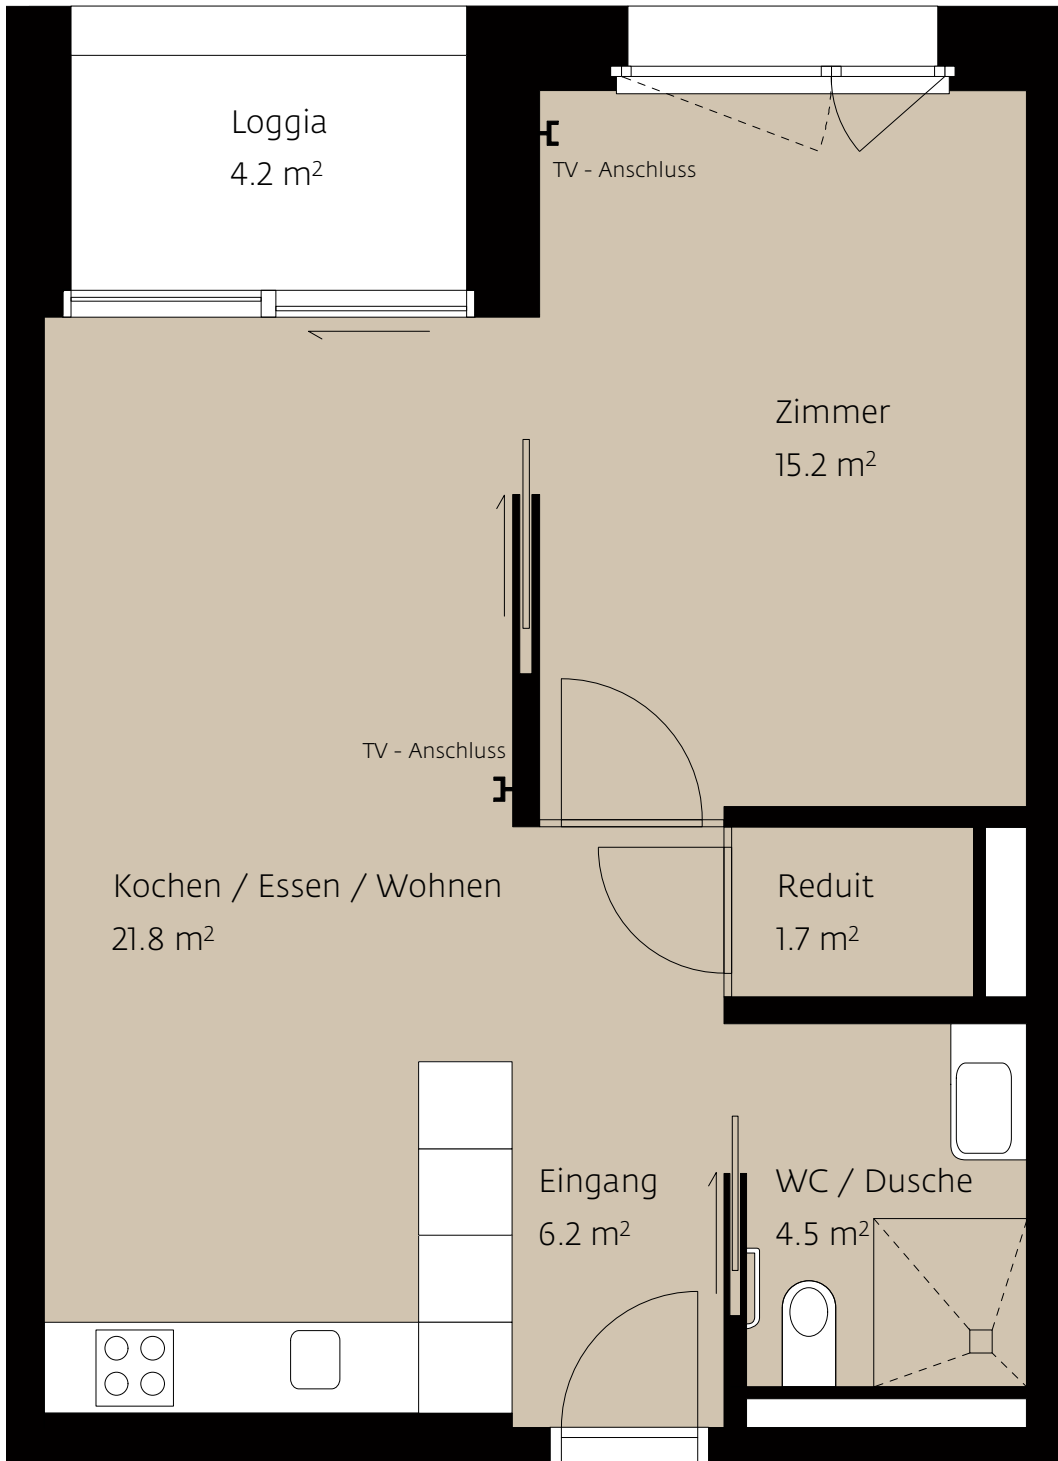 Loggia
4.2 m²
TV - Anschluss
Zimmer
15.2 m²
TV - Anschluss
Kochen / Essen / Wohnen
21.8 m²
Reduit
1.7 m²
Eingang
6.2 m²
WC / Dusche
4.5 m²